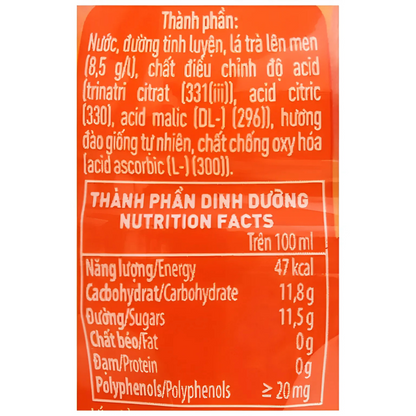 Thành phần:
Nước, đường tinh luyện, lá trà lên men
(8,5 g/l), chất điều chỉnh độ acid
(trinatri citrat (331(iii)), acid citric
(330), acid malic (DL-) (296)), hương
đào giống tự nhiên, chất chống oxy hóa
(acid ascorbic (L-) (300)).
THÀNH PHẦN DINH DƯỠNG
NUTRITION FACTS
Trên 100 ml
Năng lượng/Energy 47 kcal
Cacbohydrat/Carbohydrate 11,8 g
Đường/Sugars 11,5 g
Chất béo/Fat 0g
Đạm/Protein 0g
Polyphenols/Polyphenols ≥ 20 mg